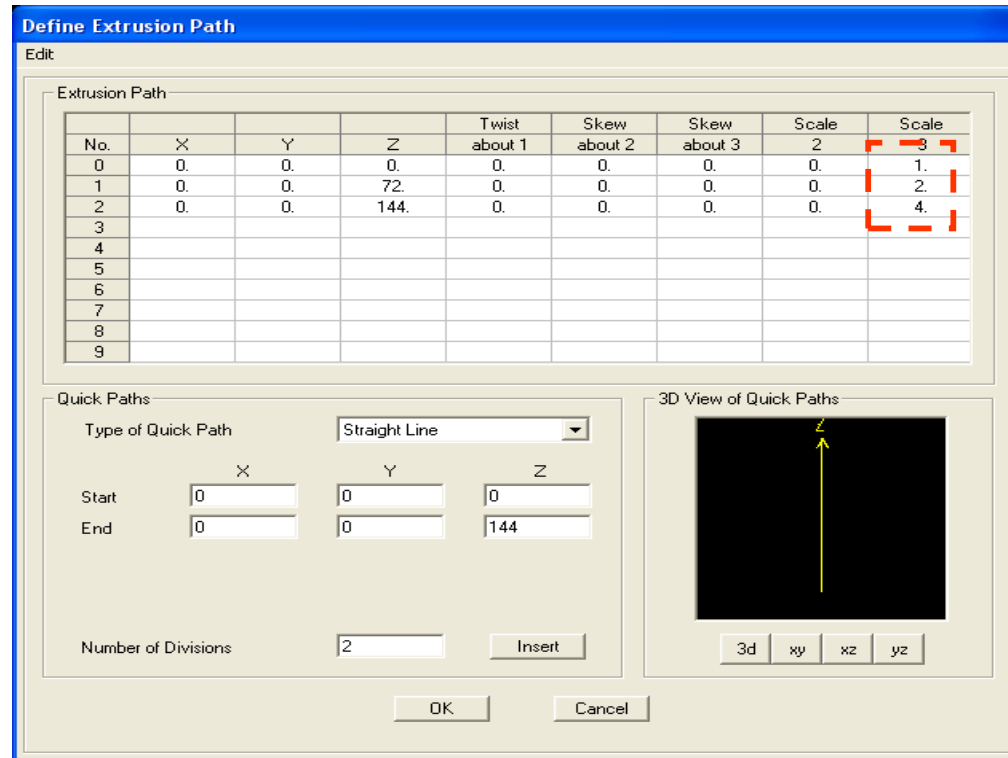 Define Extrusion Path
Edit
Extrusion Path
Twist Skew Skew Scale Scale
No. X Y Z about 1 about 2 about 3 2 3
0 0. 0. 0. 0. 0. 0. 0. 1.
1 0. 0. 72. 0. 0. 0. 0. 2.
2 0. 0. 144. 0. 0. 0. 0. 4.
3
4
5
6
7
8
9
Quick Paths
Type of Quick Path Straight Line
X Y Z
Start 0 0 0
End 0 0 144
Number of Divisions 2 Insert
3D View of Quick Paths
Z
3d xy xz yz
OK Cancel